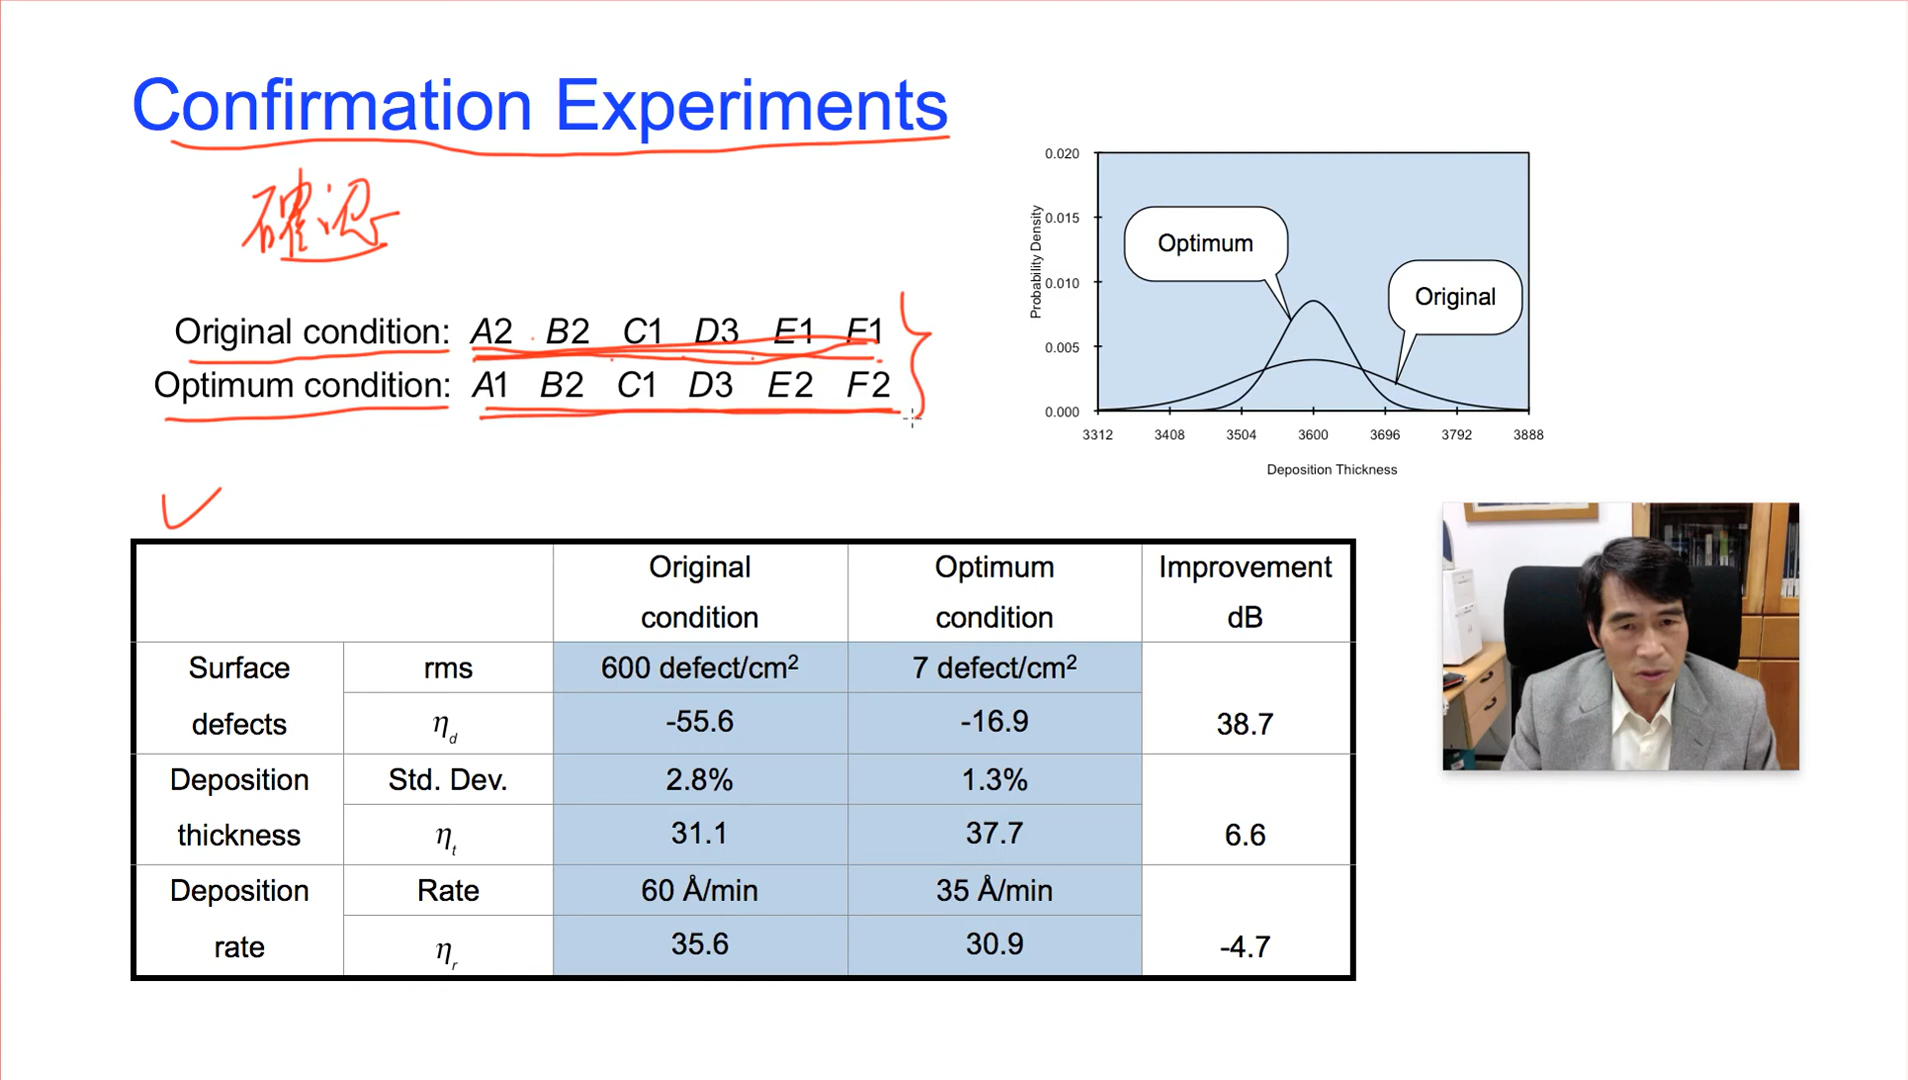 Confirmation Experiments
確認
Original condition: A2 B2 C1 D3 E1 F1
Optimum condition: A1 B2 C1 D3 E2 F2
0.020
0.015
0.010
0.005
0.000
Probability Density
Optimum
Original
3312 3408 3504 3600 3696 3792 3888
Deposition Thickness
Original condition
Optimum condition
Improvement dB
Surface defects
rms
600 defect/cm²
7 defect/cm²
η_d
-55.6
-16.9
38.7
Deposition thickness
Std. Dev.
2.8%
1.3%
η_t
31.1
37.7
6.6
Deposition rate
Rate
60 Å/min
35 Å/min
η_r
35.6
30.9
-4.7